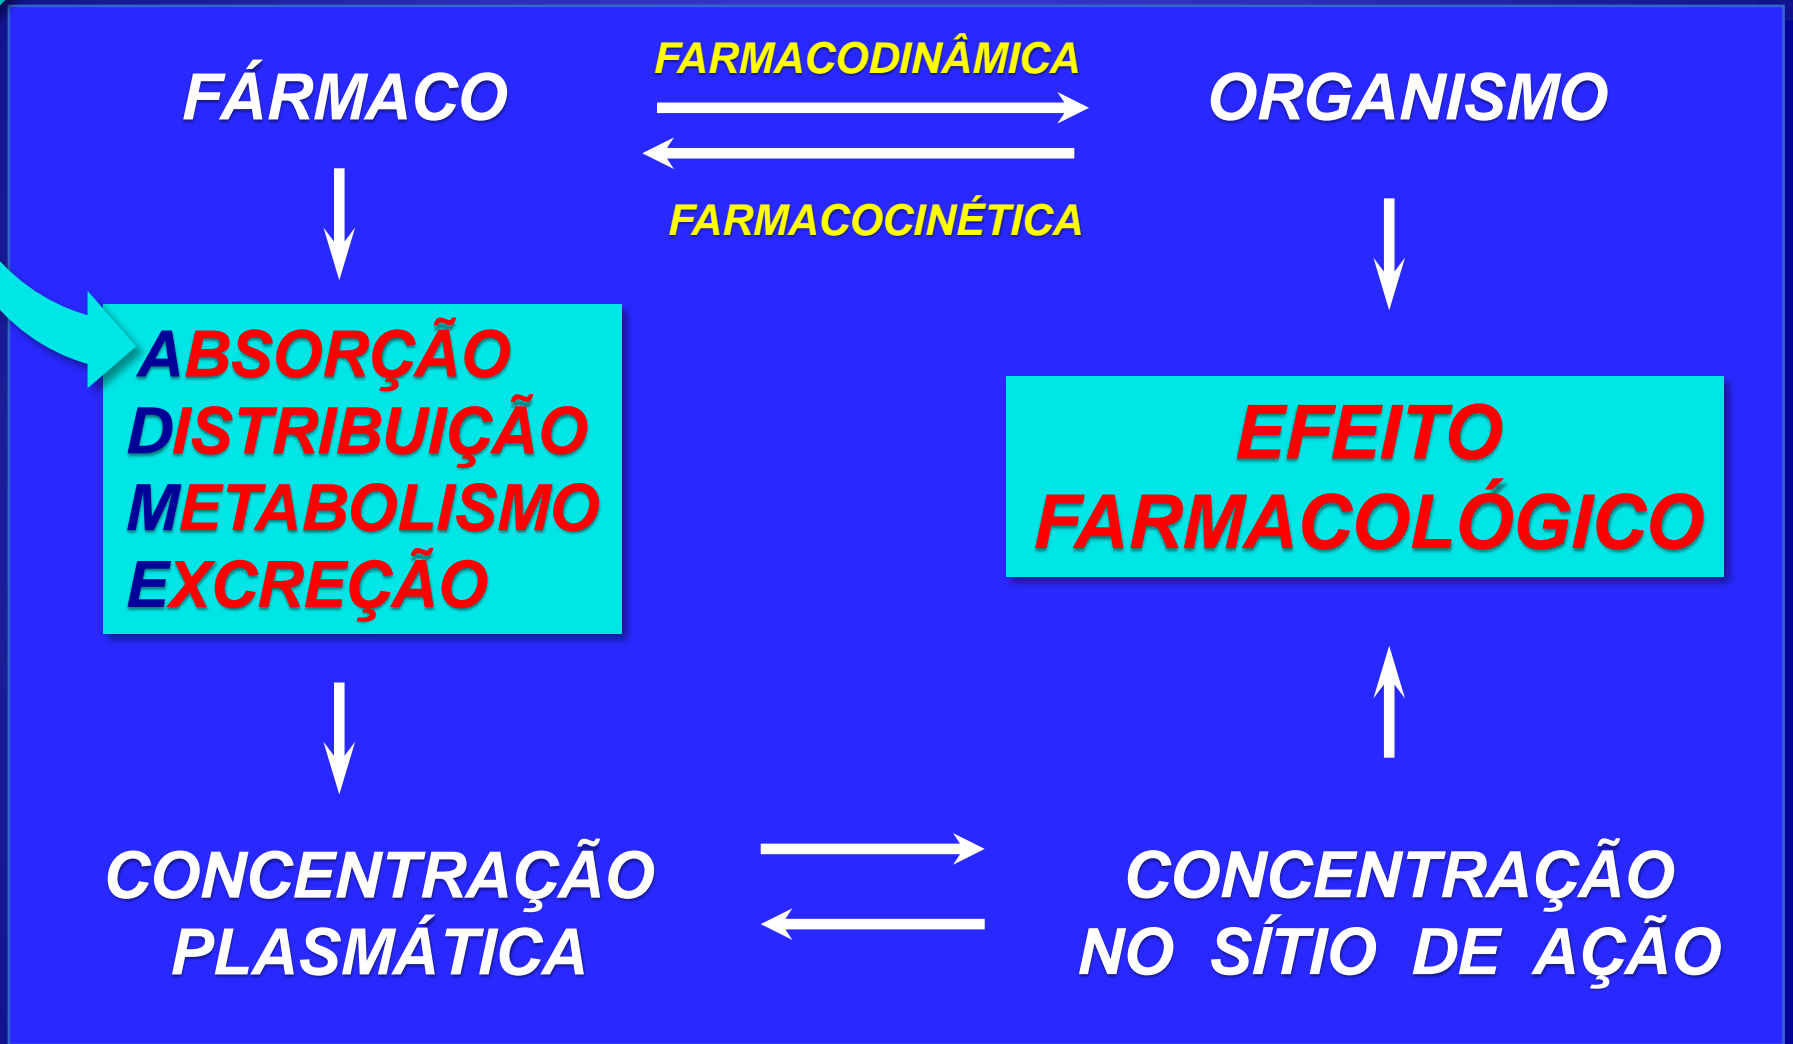 FÁRMACO
FARMACODINÂMICA
ORGANISMO
FARMACOCINÉTICA
ABSORÇÃO
DISTRIBUIÇÃO
METABOLISMO
EXCREÇÃO
EFEITO
FARMACOLÓGICO
CONCENTRAÇÃO
PLASMÁTICA
CONCENTRAÇÃO
NO SÍTIO DE AÇÃO